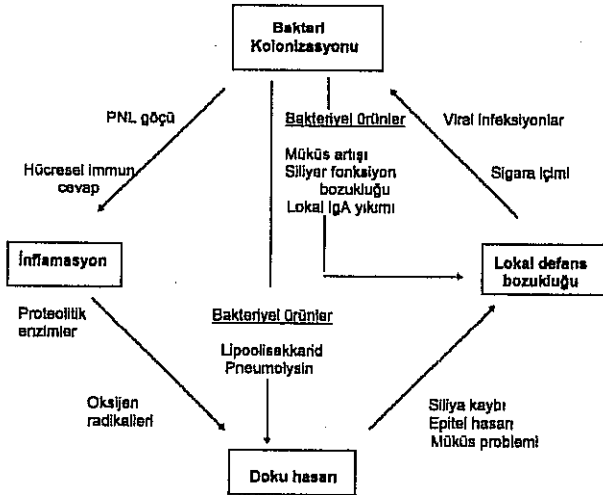 Bakteri
Kolonizasyonu
PNL göçü
Hücresel immun
cevap
Bakteriyel ürünler
Müküs artışı
Siliyer fonksiyon
bozukluğu
Lokal IgA yıkımı
Viral infeksiyonlar
Sigara içimi
İnflamasyon
Lokal defans
bozukluğu
Proteolitik
enzimler
Oksijen
radikalleri
Bakteriyel ürünler
Lipoolisakkarid
Pneumolysin
Siliya kaybı
Epitel hasarı
Müküs problemi
Doku hasarı